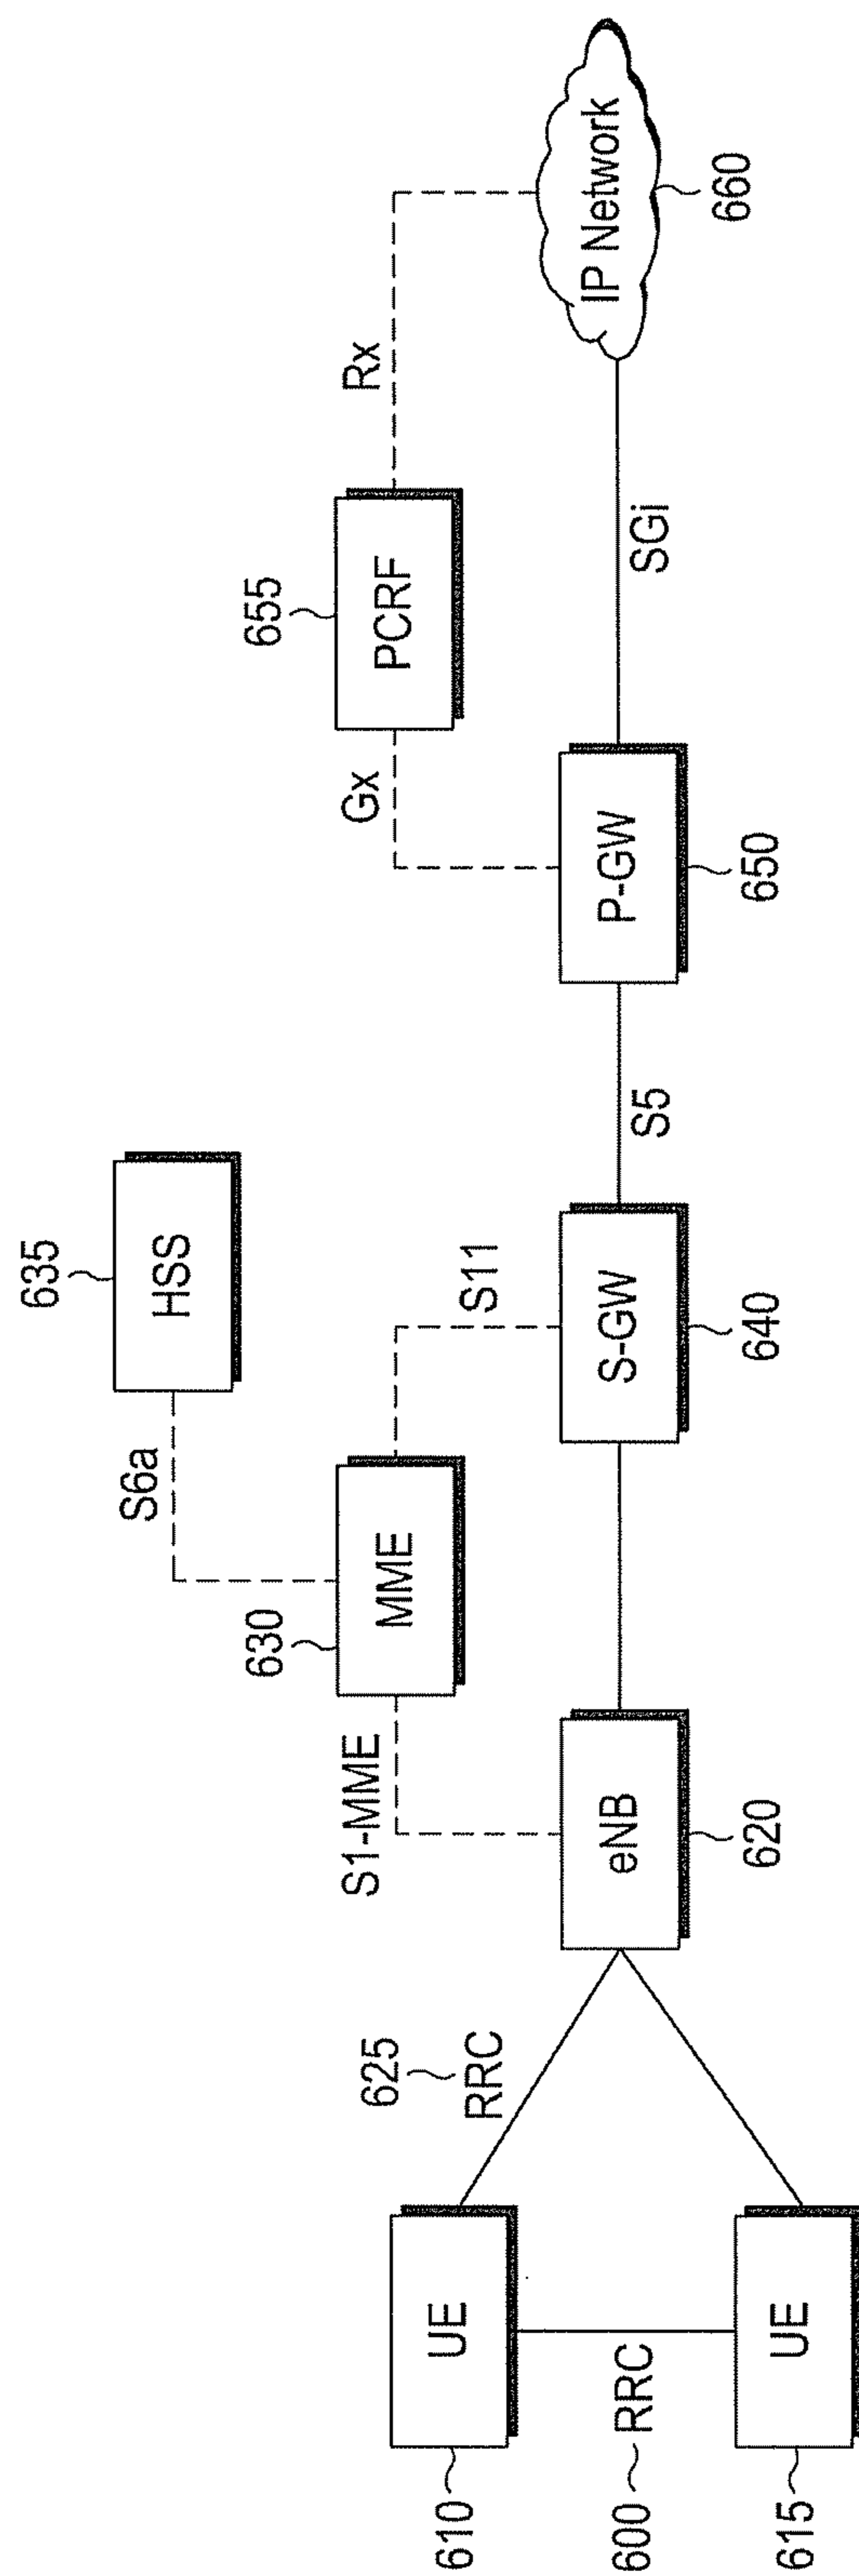 635
HSS
S6a
655
PCRF
Gx
Rx
630
MME
S1-MME
S11
625
RRC
610
UE
eNB
620
S-GW
640
S5
P-GW
650
SGi
IP Network
660
600
RRC
615
UE